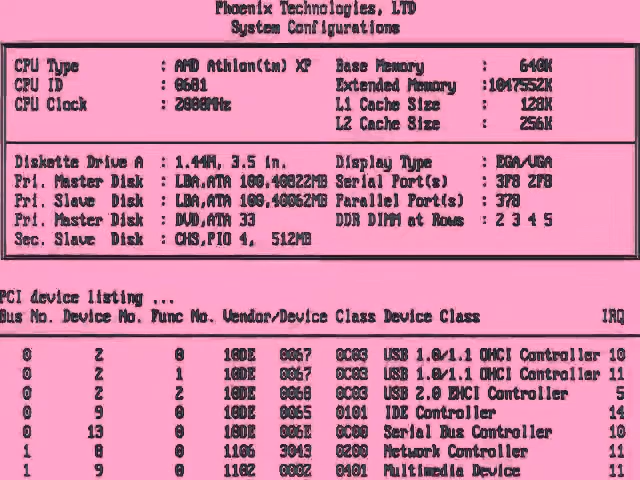 Phoenix Technologies, LTD
System Configurations
CPU Type : AMD Athlon(tm) XP Base Memory : 640K
CPU ID : 0681 Extended Memory :1047552K
CPU Clock : 2000MHz L1 Cache Size : 128K
L2 Cache Size : 256K
Diskette Drive A : 1.44M, 3.5 in. Display Type : EGA/VGA
Pri. Master Disk : LBA,ATA 100,40822MB Serial Port(s) : 3F8 2F8
Pri. Slave Disk : LBA,ATA 100,40062MB Parallel Port(s) : 378
Pri. Master Disk : DVD,ATA 33 DDR DIMM at Rows : 2 3 4 5
Sec. Slave Disk : CHS,PIO 4, 512MB
PCI device listing ...
Bus No. Device No. Func No. Vendor/Device Class Device Class IRQ
0 2 0 10DE 0067 0C03 USB 1.0/1.1 OHCI Controller 10
0 2 1 10DE 0067 0C03 USB 1.0/1.1 OHCI Controller 11
0 2 2 10DE 0068 0C03 USB 2.0 EHCI Controller 5
0 9 0 10DE 0065 0101 IDE Controller 14
0 13 0 10DE 006E 0C00 Serial Bus Controller 10
1 8 0 1106 3043 0200 Network Controller 11
1 9 0 1102 0002 0401 Multimedia Device 11